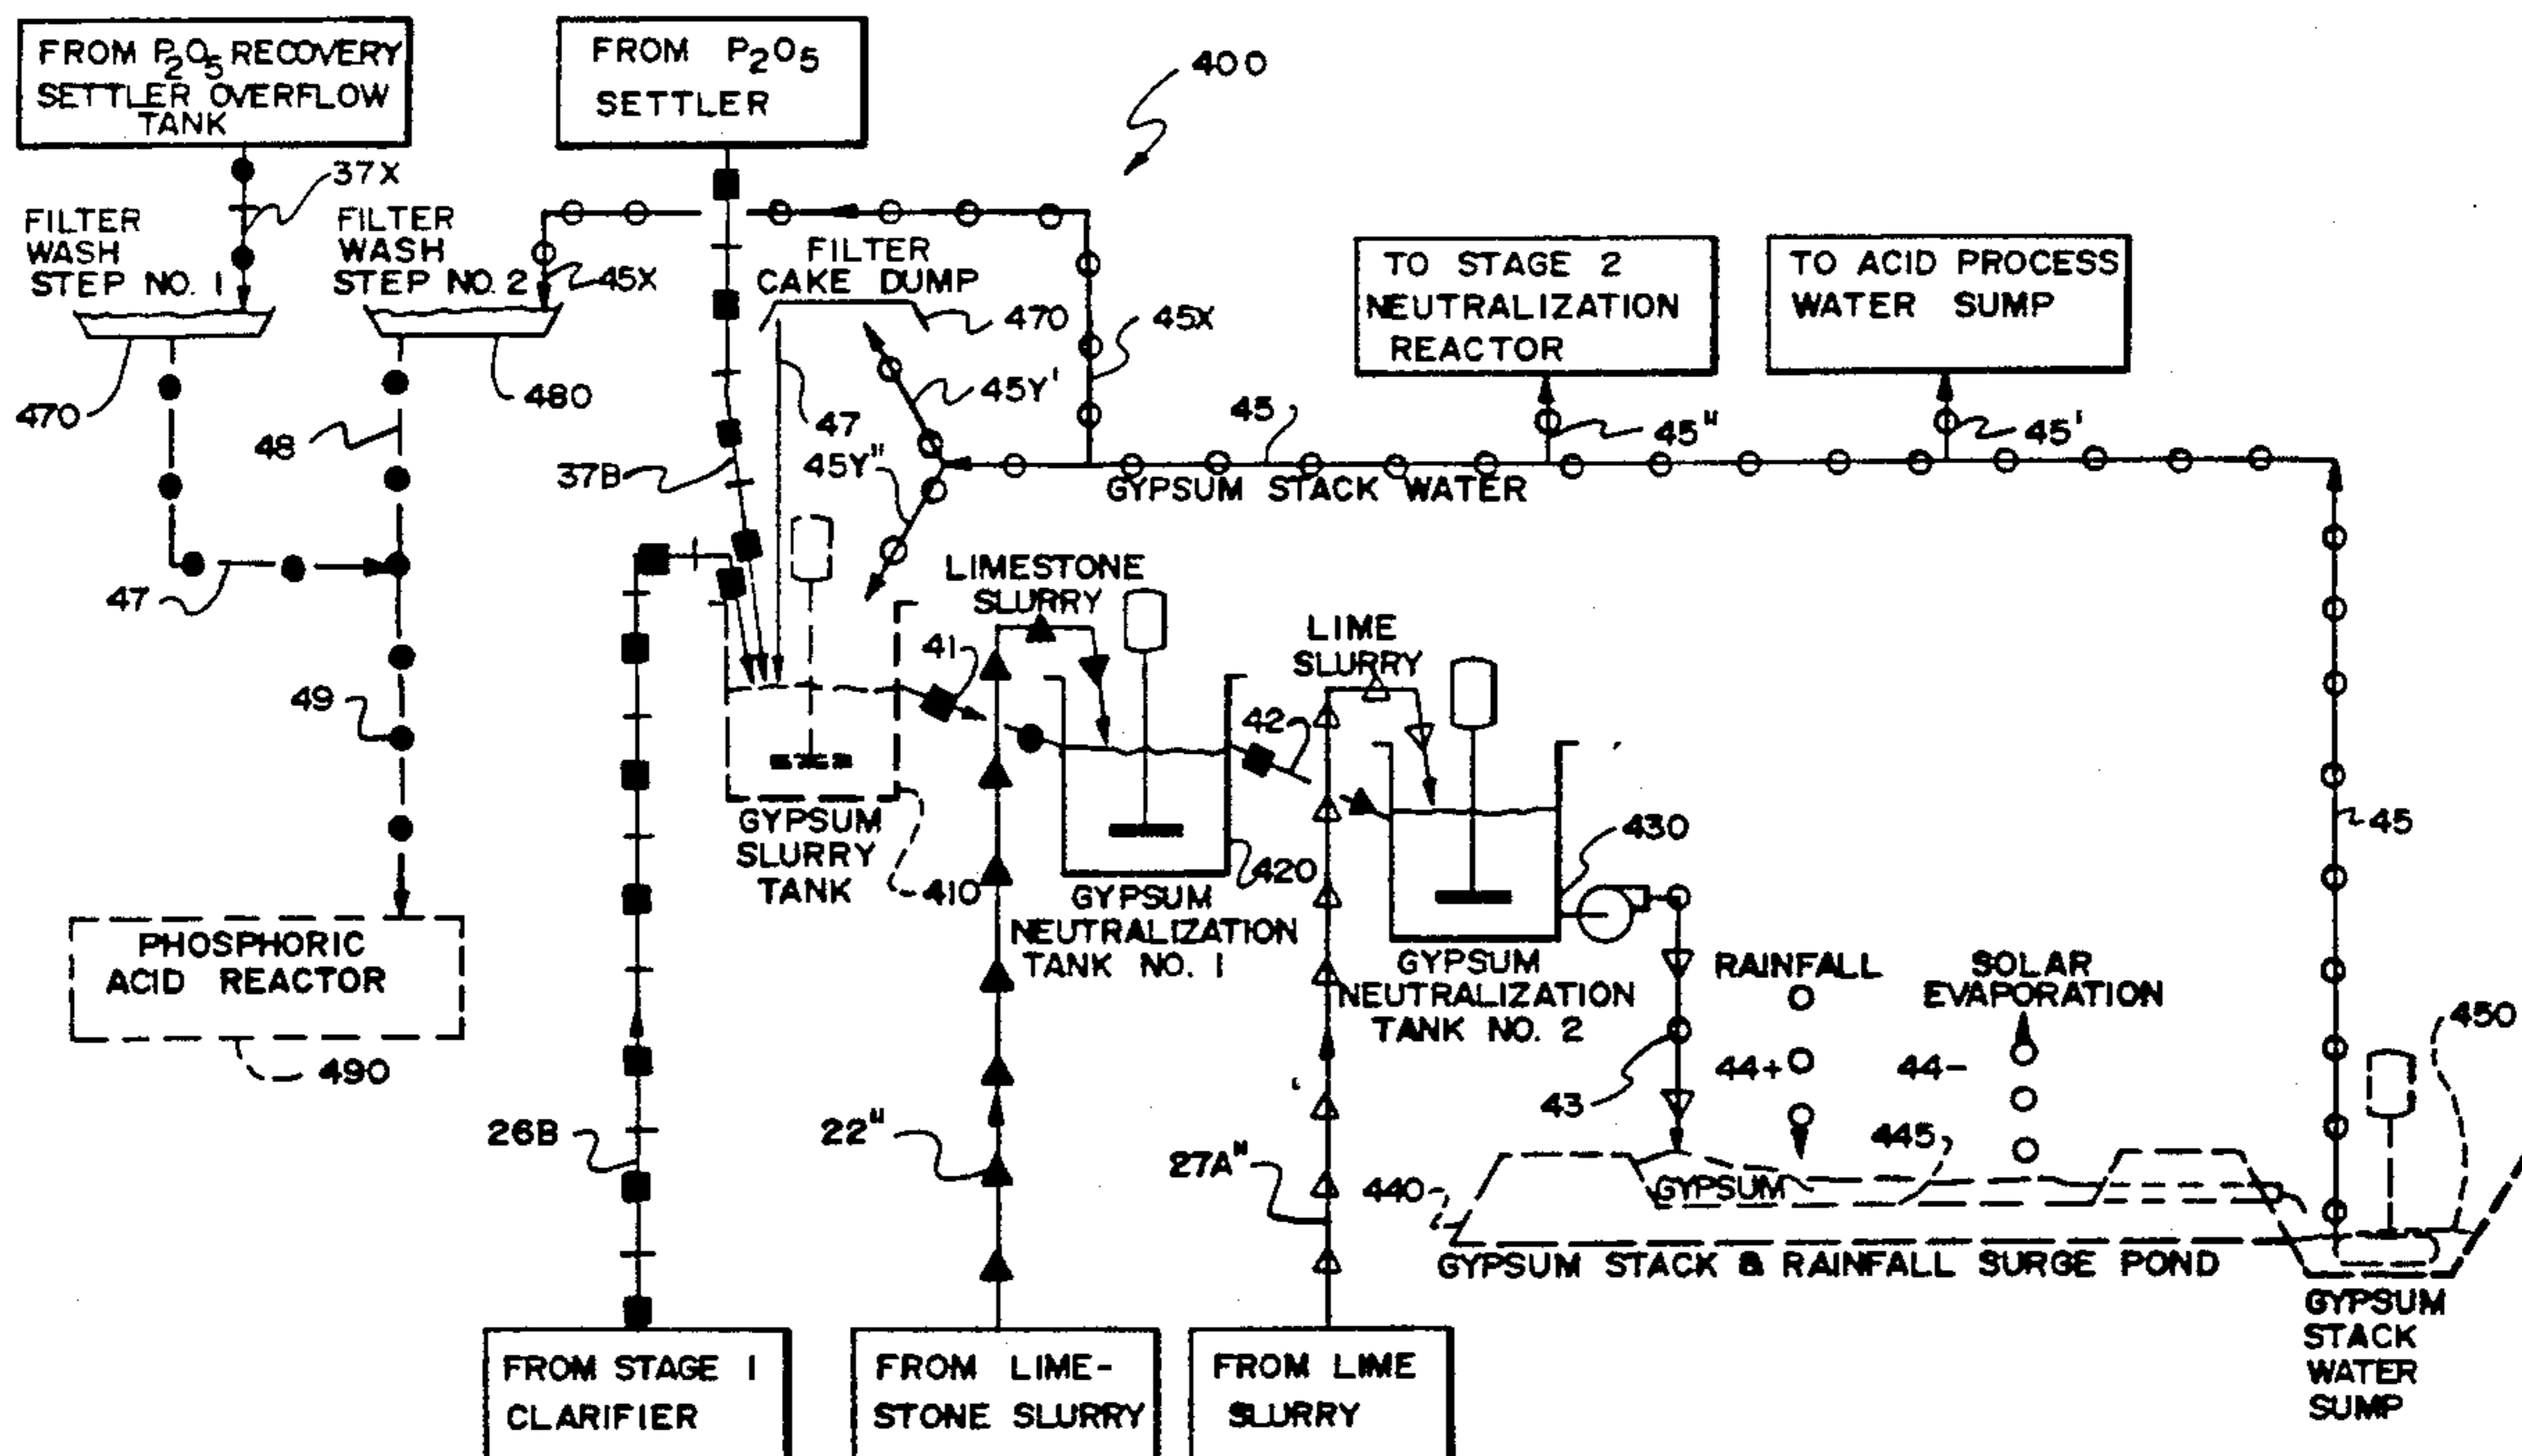 FROM P2O5 RECOVERY
SETTLER OVERFLOW
TANK
FROM P2O5
SETTLER
400
37X
FILTER
WASH
STEP NO. 1
FILTER
WASH
STEP NO. 2
45X
FILTER
CAKE DUMP
470
45X
TO STAGE 2
NEUTRALIZATION
REACTOR
TO ACID PROCESS
WATER SUMP
470
480
48
47
45Y'
45Y"
45
45"
45'
37B
GYPSUM STACK WATER
47
LIMESTONE
SLURRY
41
LIME
SLURRY
42
49
GYPSUM
SLURRY
TANK
410
420
GYPSUM
NEUTRALIZATION
TANK NO. 1
430
45
GYPSUM
NEUTRALIZATION
TANK NO. 2
PHOSPHORIC
ACID REACTOR
490
RAINFALL
SOLAR
EVAPORATION
44+
44-
450
43
26B
22"
27A"
445
440
GYPSUM
GYPSUM STACK & RAINFALL SURGE POND
GYPSUM
STACK
WATER
SUMP
FROM STAGE 1
CLARIFIER
FROM LIME-
STONE SLURRY
FROM LIME
SLURRY